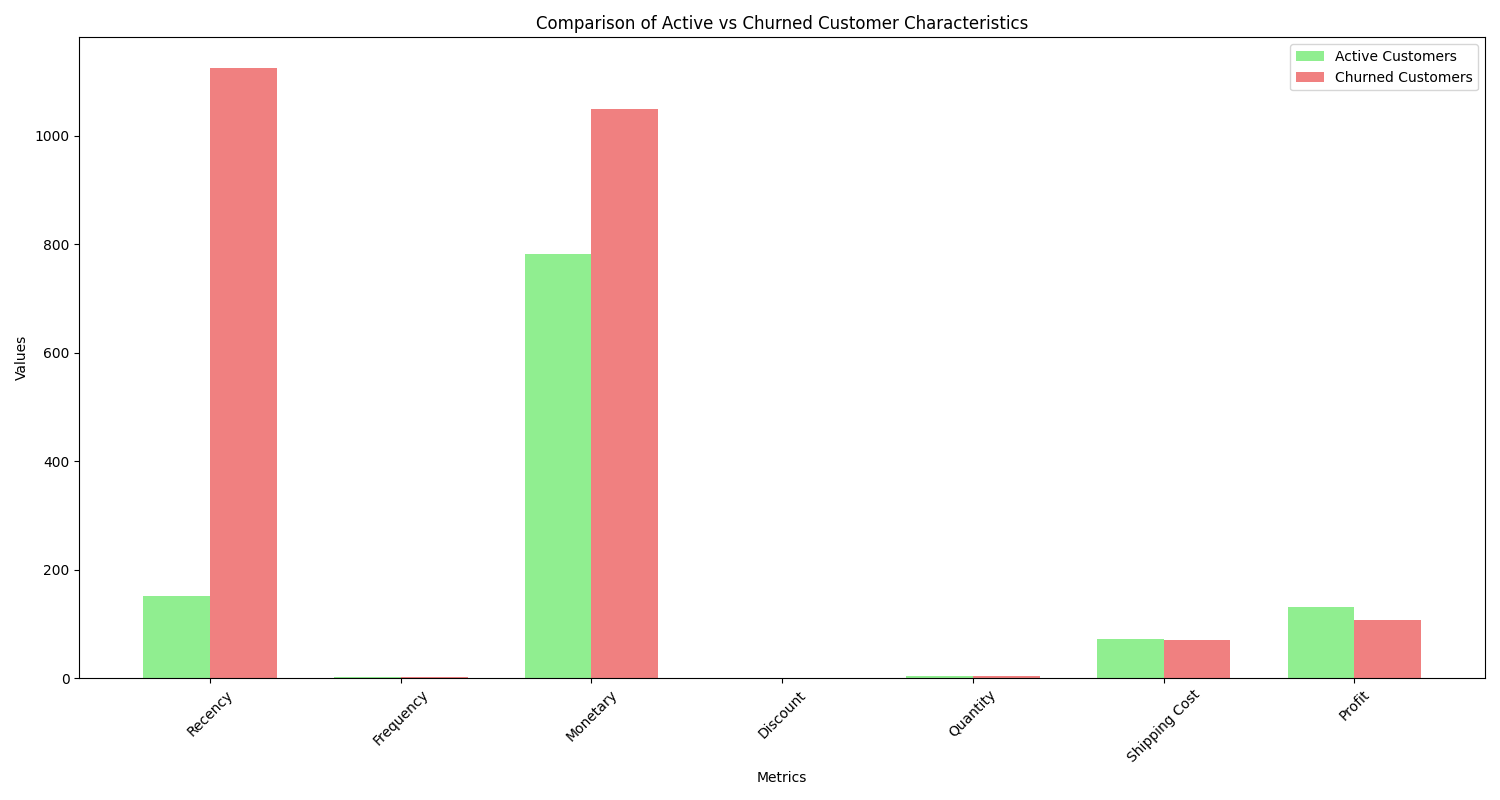 Comparison of Active vs Churned Customer Characteristics
Active Customers
Churned Customers
Values
1000
800
600
400
200
0
Recency
Frequency
Monetary
Discount
Quantity
Shipping Cost
Profit
Metrics